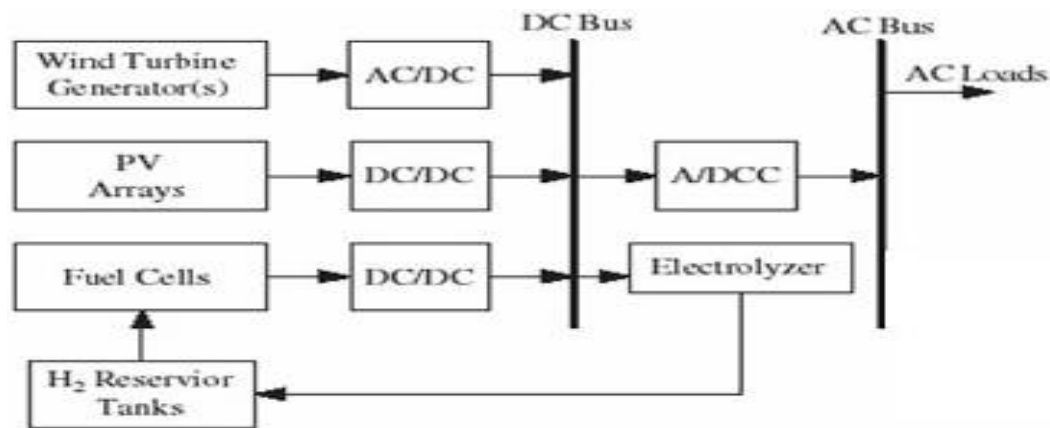 DC Bus
AC Bus
Wind Turbine
Generator(s)
AC/DC
AC Loads
PV
Arrays
DC/DC
A/DCC
Fuel Cells
DC/DC
Electrolyzer
H₂ Reservior
Tanks